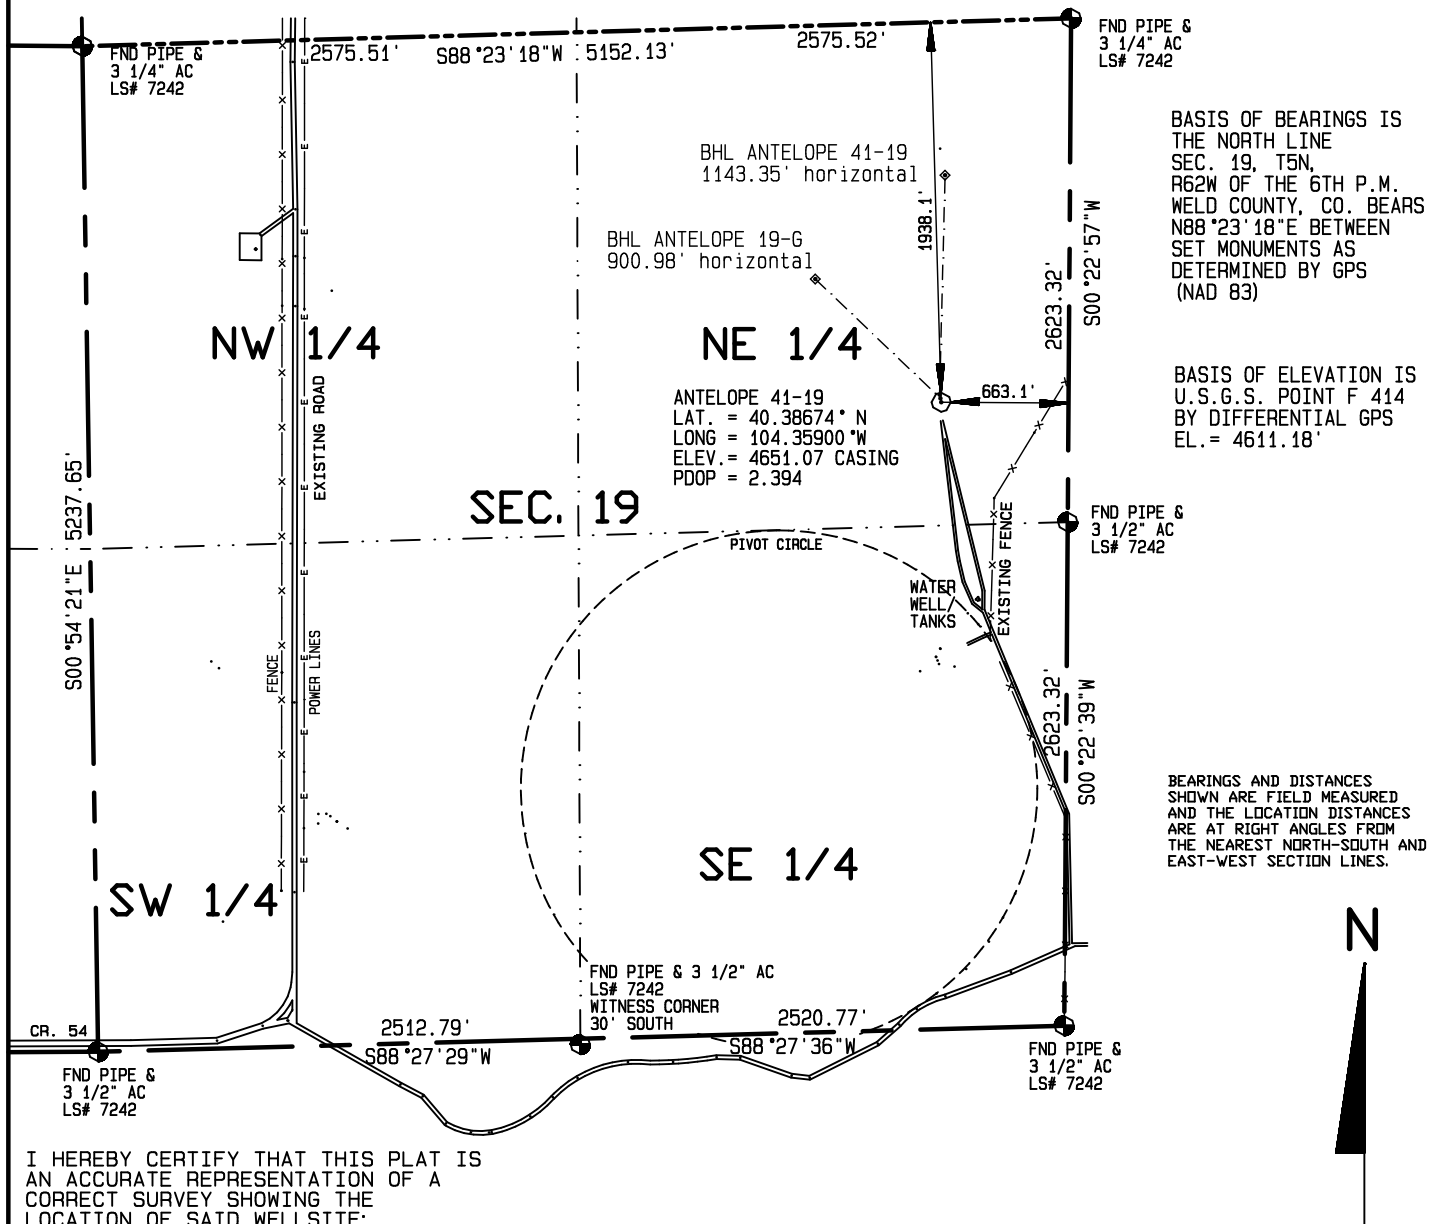 FND PIPE &
3 1/4" AC
LS# 7242
2575.51'
S88°23'18"W
5152.13'
2575.52'
FND PIPE &
3 1/4" AC
LS# 7242
BASIS OF BEARINGS IS
THE NORTH LINE
SEC. 19, T5N,
R62W OF THE 6TH P.M.
WELD COUNTY, CO. BEARS
N88°23'18"E BETWEEN
SET MONUMENTS AS
DETERMINED BY GPS
(NAD 83)
BHL ANTELOPE 41-19
1143.35' horizontal
1938.1'
BHL ANTELOPE 19-G
900.98' horizontal
2623.32'
S00°22'57"W
NW 1/4
NE 1/4
EXISTING ROAD
ANTELOPE 41-19
LAT. = 40.38674° N
LONG = 104.35900°W
ELEV.= 4651.07 CASING
PDOP = 2.394
663.1'
BASIS OF ELEVATION IS
U.S.G.S. POINT F 414
BY DIFFERENTIAL GPS
EL.= 4611.18'
S00°54'21"E 5237.65'
SEC. 19
PIVOT CIRCLE
FND PIPE &
3 1/2" AC
LS# 7242
EXISTING FENCE
WATER
WELL/
TANKS
FENCE
POWER LINES
2623.32'
S00°22'39"W
BEARINGS AND DISTANCES
SHOWN ARE FIELD MEASURED
AND THE LOCATION DISTANCES
ARE AT RIGHT ANGLES FROM
THE NEAREST NORTH-SOUTH AND
EAST-WEST SECTION LINES.
SE 1/4
SW 1/4
N
FND PIPE & 3 1/2" AC
LS# 7242
WITNESS CORNER
30' SOUTH
CR. 54
2512.79'
S88°27'29"W
2520.77'
S88°27'36"W
FND PIPE &
3 1/2" AC
LS# 7242
FND PIPE &
3 1/2" AC
LS# 7242
I HEREBY CERTIFY THAT THIS PLAT IS
AN ACCURATE REPRESENTATION OF A
CORRECT SURVEY SHOWING THE
LOCATION OF SAID WELLSITE: